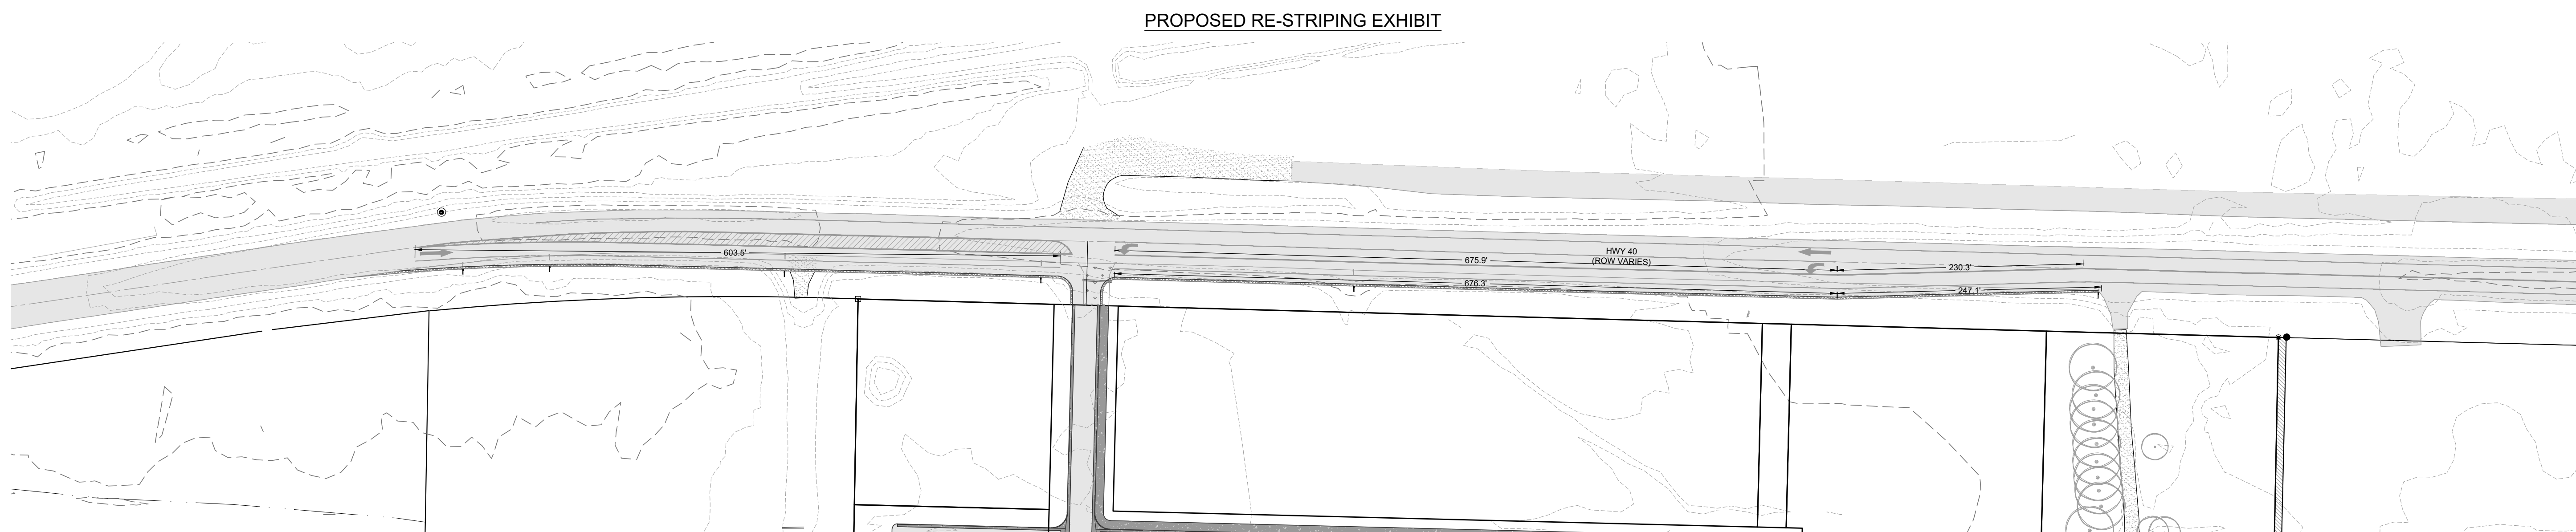 PROPOSED RE-STRIPING EXHIBIT
603.5'
HWY 40
(ROW VARIES)
675.9'
230.3'
676.3'
247.1'